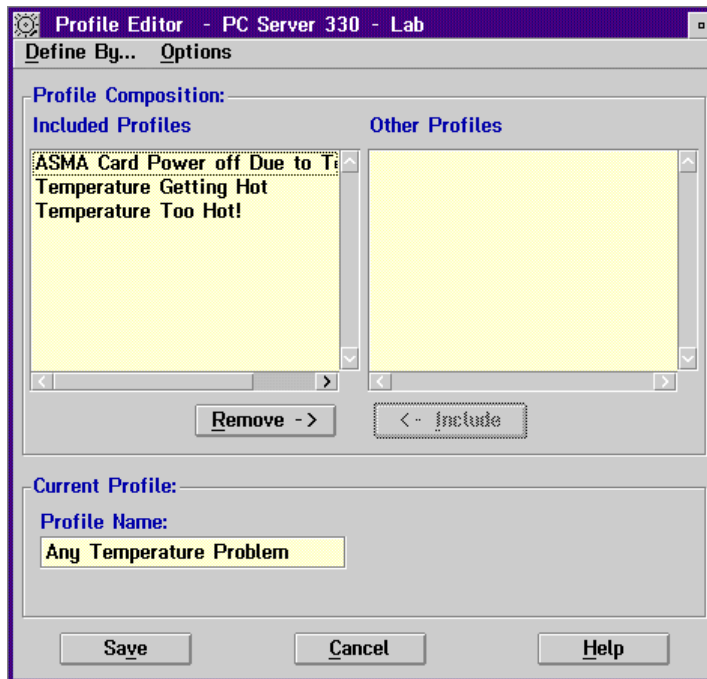 Profile Editor - PC Server 330 - Lab
Define By... Options
Profile Composition:
Included Profiles Other Profiles
ASMA Card Power off Due to
Temperature Getting Hot
Temperature Too Hot!
Remove -> <- Include
Current Profile:
Profile Name:
Any Temperature Problem
Save Cancel Help